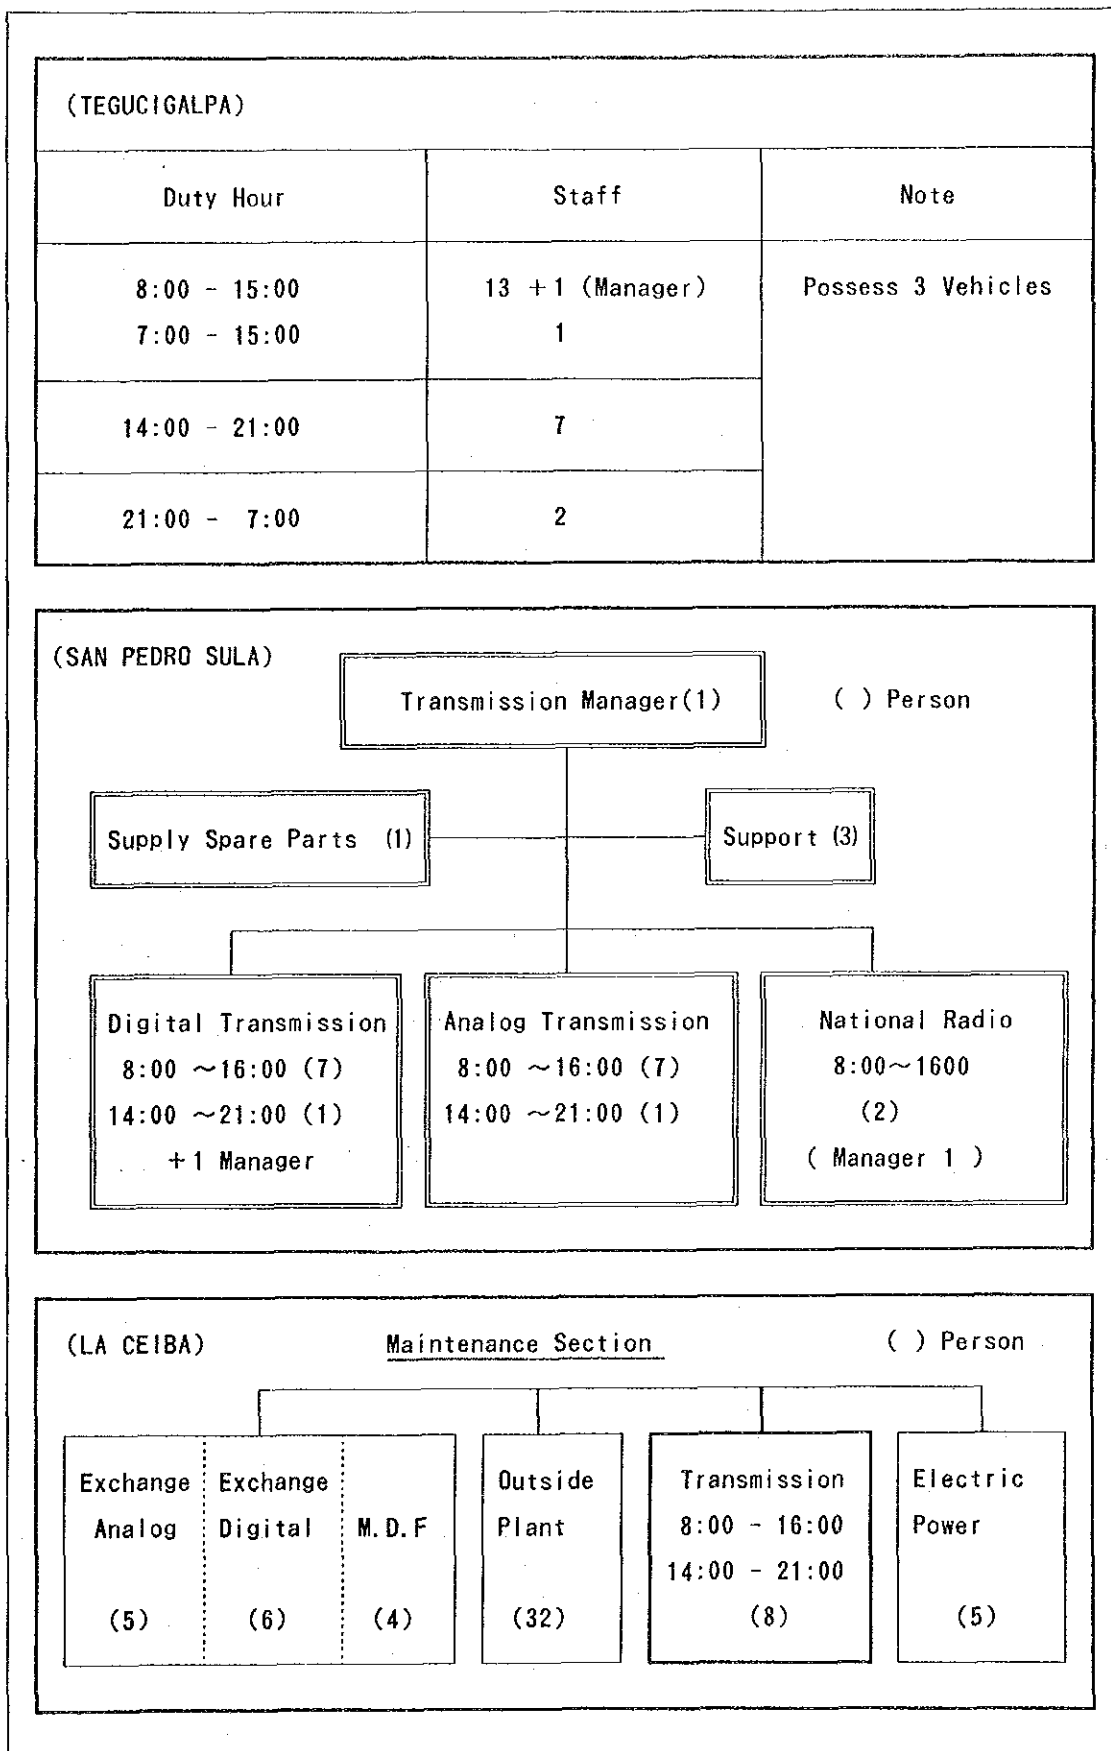 (TEGUCIGALPA)
Duty Hour Staff Note
8:00 - 15:00 13 +1 (Manager) Possess 3 Vehicles
7:00 - 15:00 1
14:00 - 21:00 7
21:00 - 7:00 2
(SAN PEDRO SULA)
Transmission Manager(1) ( ) Person
Supply Spare Parts (1) Support (3)
Digital Transmission
8:00 ～16:00 (7)
14:00 ～21:00 (1)
+1 Manager
Analog Transmission
8:00 ～16:00 (7)
14:00 ～21:00 (1)
National Radio
8:00～1600
(2)
( Manager 1 )
(LA CEIBA) Maintenance Section ( ) Person
Exchange
Analog
(5)
Exchange
Digital
(6)
M.D.F
(4)
Outside
Plant
(32)
Transmission
8:00 - 16:00
14:00 - 21:00
(8)
Electric
Power
(5)